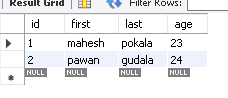 Result Grid Filter Rows:
id first last age
1 mahesh pokala 23
2 pawan gudala 24
NULL NULL NULL NULL